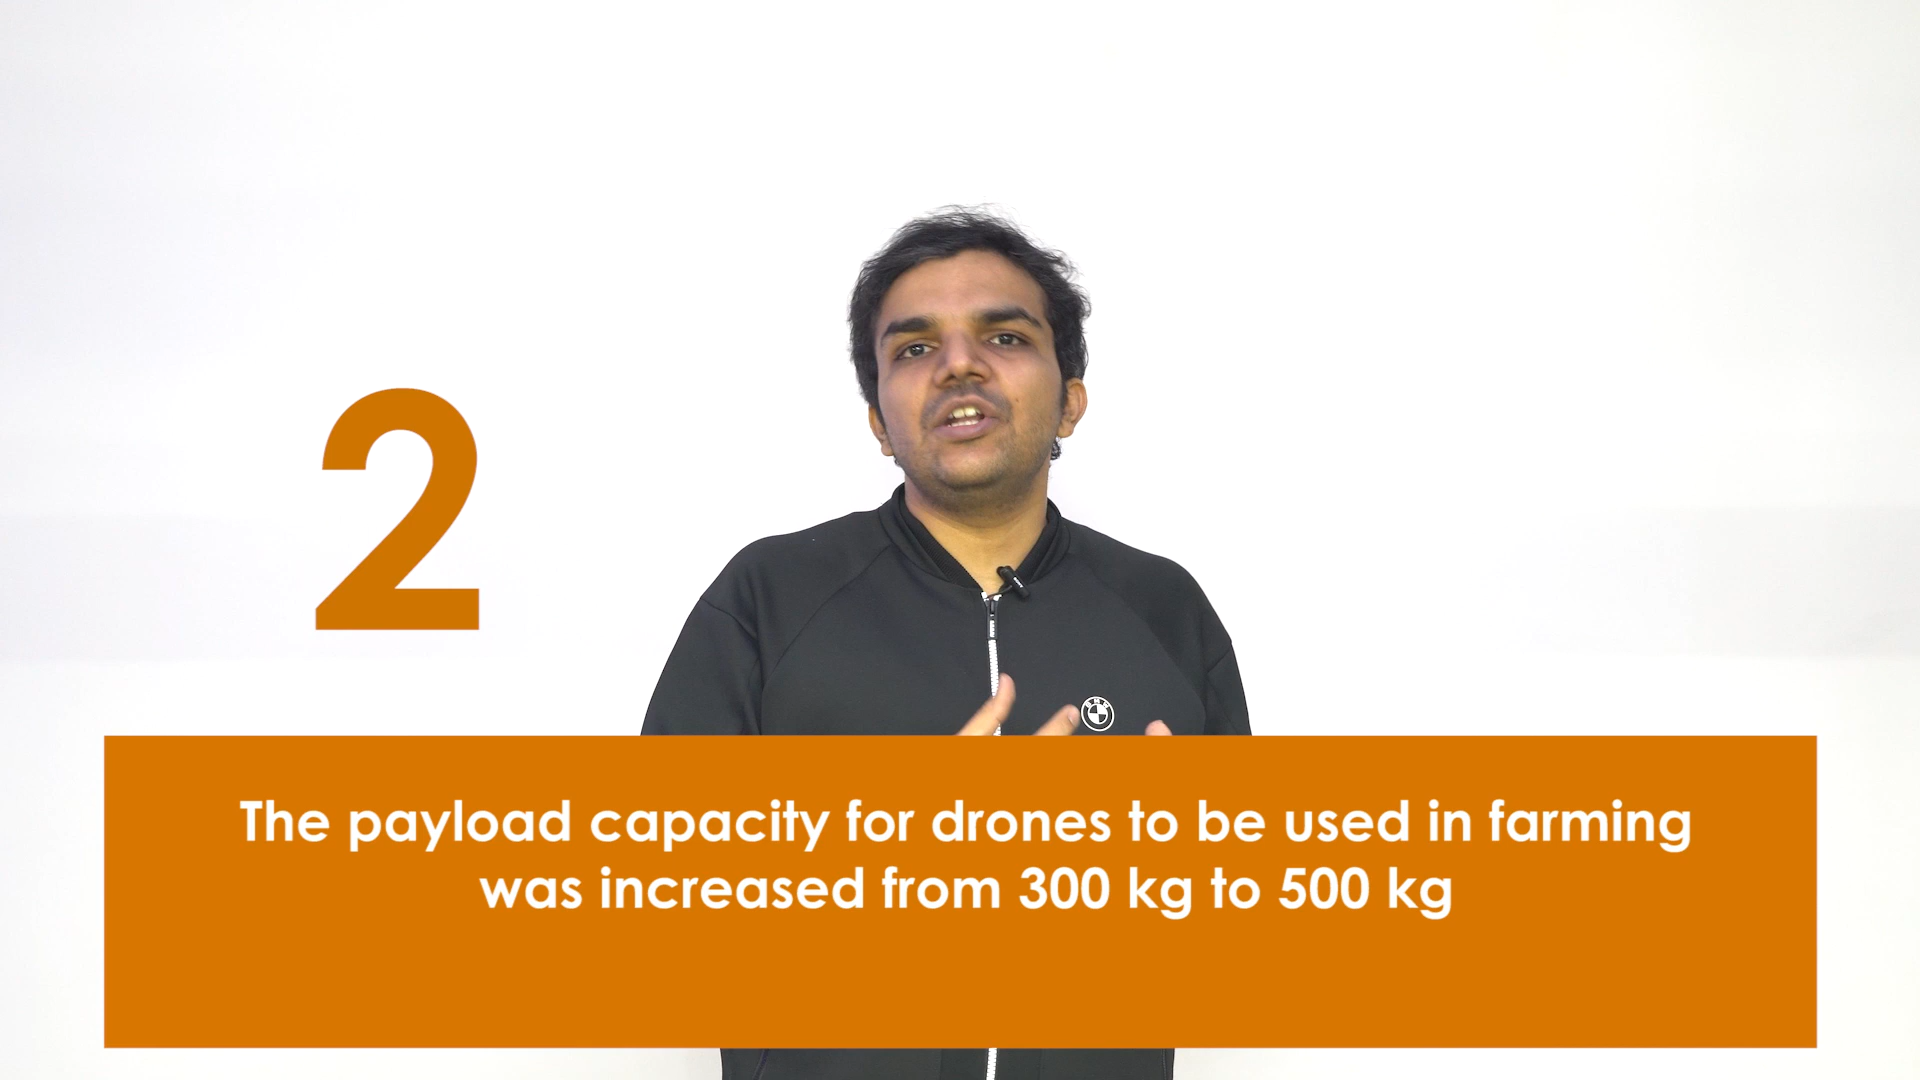 2
The payload capacity for drones to be used in farming
was increased from 300 kg to 500 kg
BMW